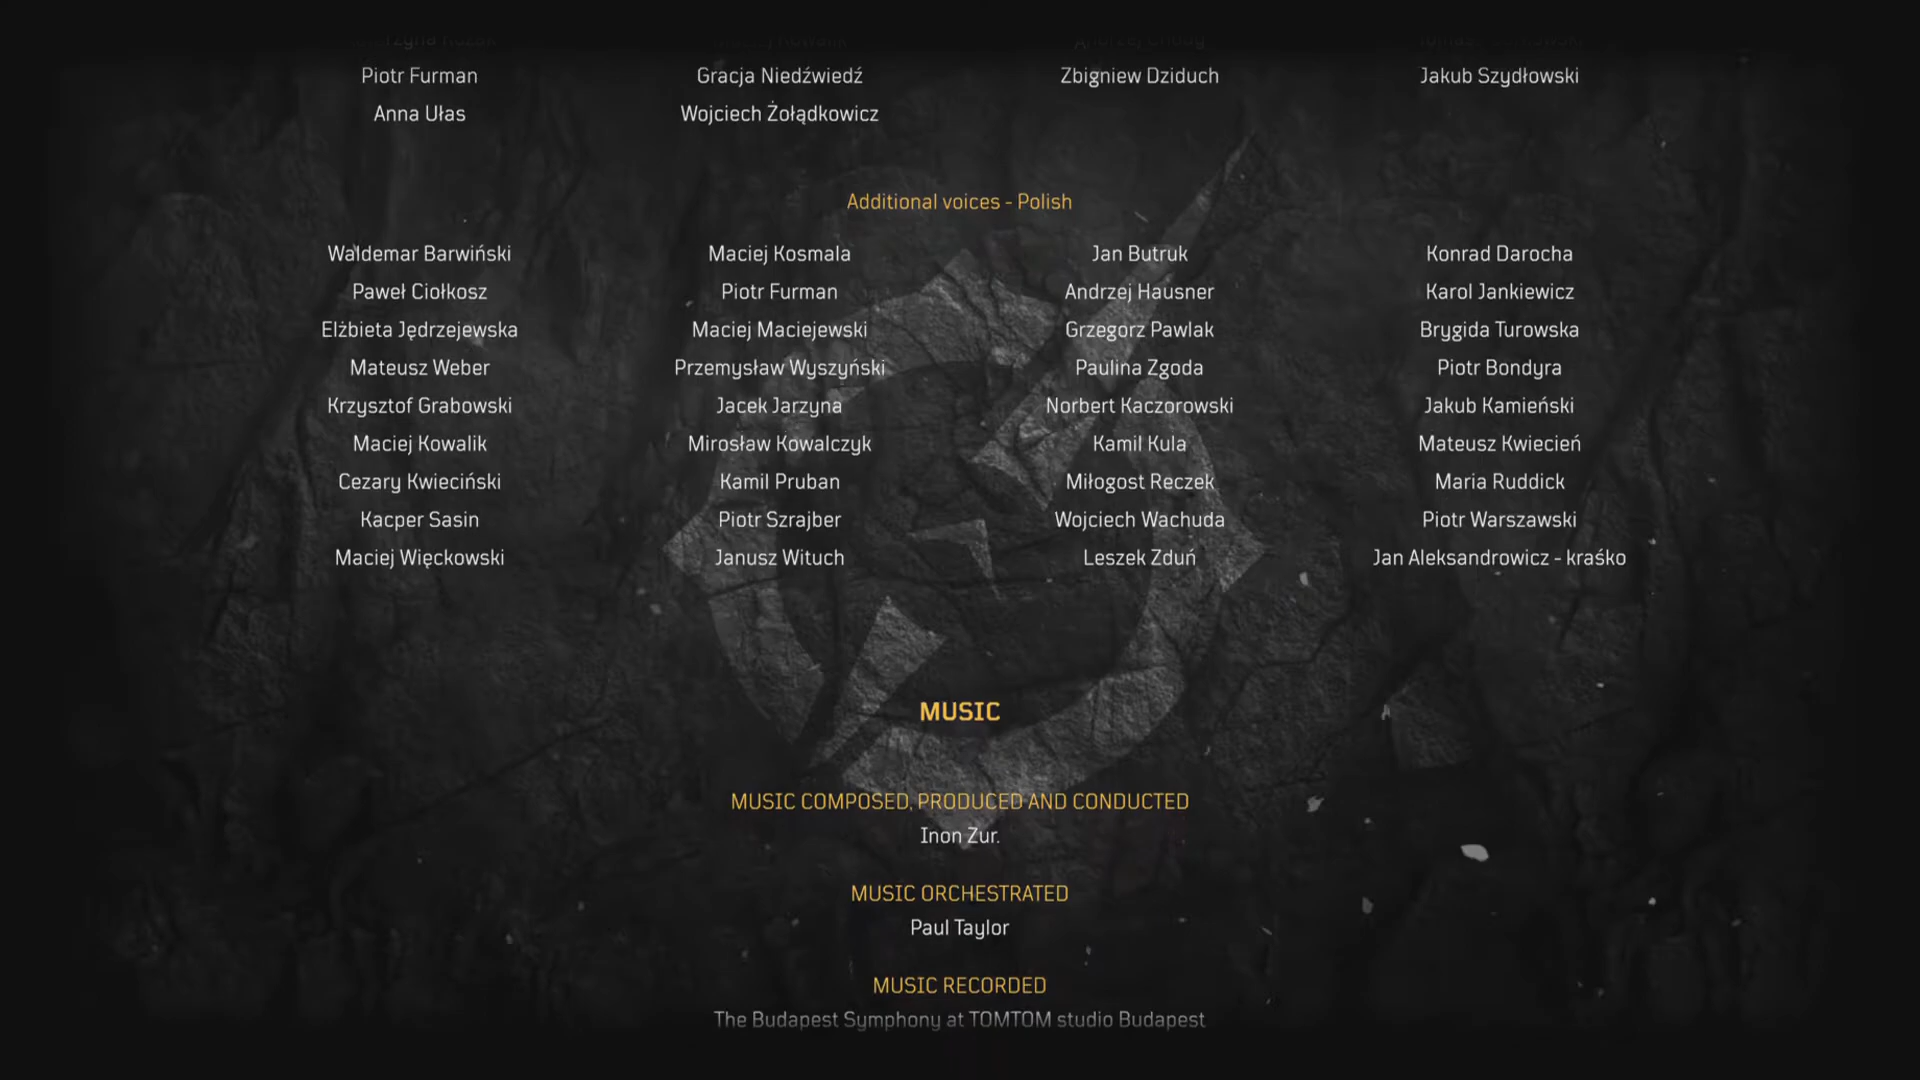 Piotr Furman Gracja Niedźwiedź Zbigniew Dziduch Jakub Szydłowski
Anna Ułas Wojciech Żołądkowicz
Additional voices - Polish
Waldemar Barwiński Maciej Kosmala Jan Butruk Konrad Darocha
Paweł Ciołkosz Piotr Furman Andrzej Hausner Karol Jankiewicz
Elżbieta Jędrzejewska Maciej Maciejewski Grzegorz Pawlak Brygida Turowska
Mateusz Weber Przemysław Wyszyński Paulina Zgoda Piotr Bondyra
Krzysztof Grabowski Jacek Jarzyna Norbert Kaczorowski Jakub Kamieński
Maciej Kowalik Mirosław Kowalczyk Kamil Kula Mateusz Kwiecień
Cezary Kwieciński Kamil Pruban Miłogost Reczek Maria Ruddick
Kacper Sasin Piotr Szrajber Wojciech Wachuda Piotr Warszawski
Maciej Więckowski Janusz Wituch Leszek Zduń Jan Aleksandrowicz - kraśko
MUSIC
MUSIC COMPOSED, PRODUCED AND CONDUCTED
Inon Zur.
MUSIC ORCHESTRATED
Paul Taylor
MUSIC RECORDED
The Budapest Symphony at TOMTOM studio Budapest